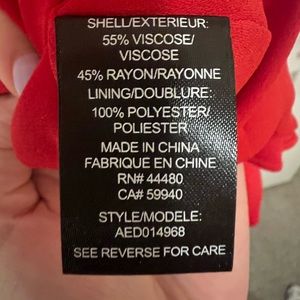 SHELL/EXTERIEUR:
55% VISCOSE/
VISCOSE
45% RAYON/RAYONNE
LINING/DOUBLURE:
100% POLYESTER/
POLIESTER
MADE IN CHINA
FABRIQUE EN CHINE
RN# 44480
CA# 59940
STYLE/MODELE:
AED014968
SEE REVERSE FOR CARE